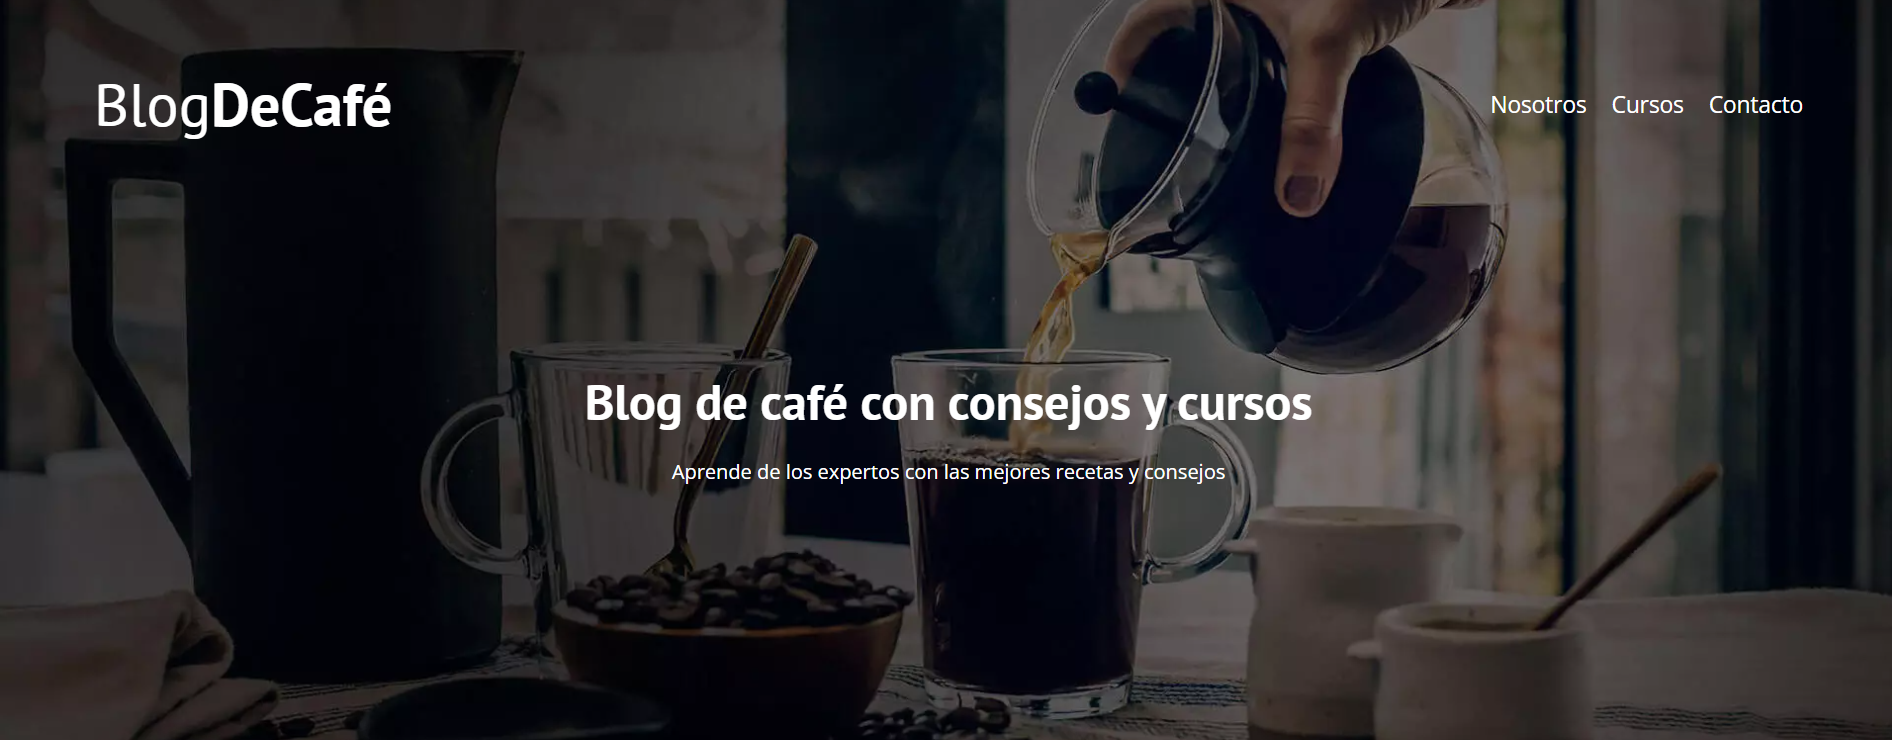 BlogDeCafé
Nosotros Cursos Contacto
Blog de café con consejos y cursos
Aprende de los expertos con las mejores recetas y consejos